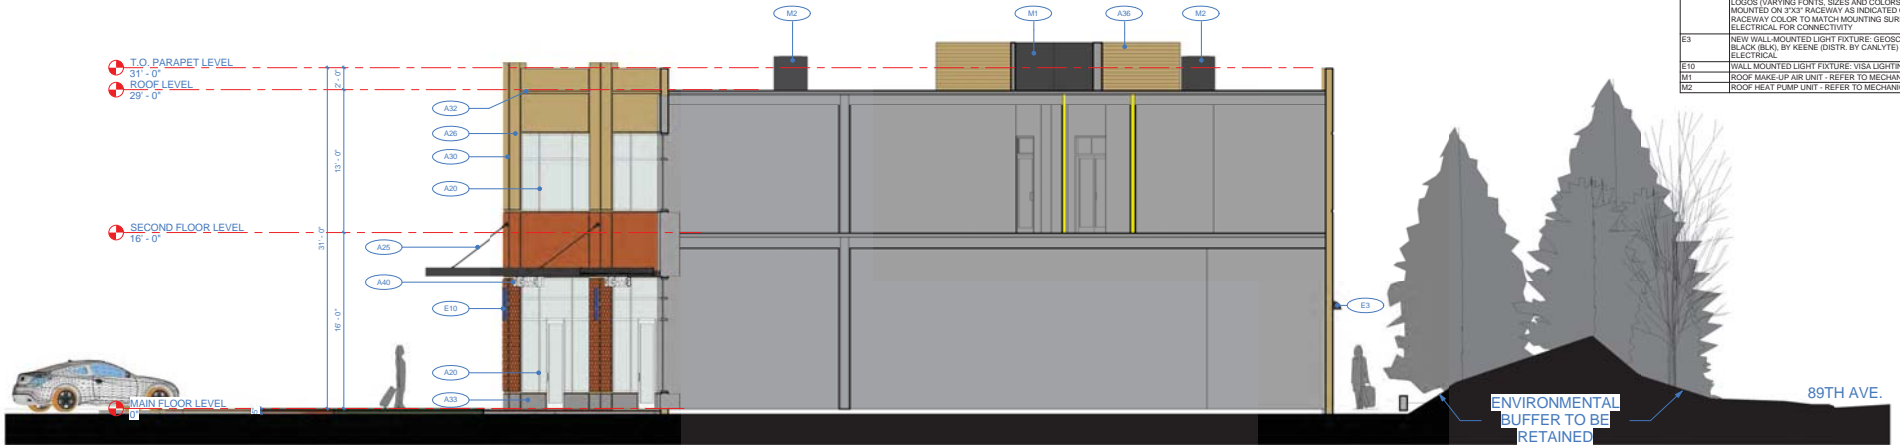 M2
M1
A36
M2
LOGOS (VARYING FONTS, SIZES AND COLORS
MOUNTED ON 3"X3" RACEWAY AS INDICATED
RACEWAY COLOR TO MATCH MOUNTING SUR
ELECTRICAL FOR CONNECTIVITY
E3 NEW WALL-MOUNTED LIGHT FIXTURE: GEOSC
BLACK (BLK), BY KEENE (DISTR. BY CANLYTE)
ELECTRICAL
E10 WALL MOUNTED LIGHT FIXTURE: VISA LIGHTIN
M1 ROOF MAKE-UP AIR UNIT - REFER TO MECHAN
M2 ROOF HEAT PUMP UNIT - REFER TO MECHANI
T.O. PARAPET LEVEL
31' - 0"
ROOF LEVEL
29' - 0"
2' - 0"
A32
A26
A30
13' - 0"
A20
SECOND FLOOR LEVEL
16' - 0"
31' - 0"
A25
A40
E10
E3
16' - 0"
A20
A33
MAIN FLOOR LEVEL
0"
ENVIRONMENTAL
BUFFER TO BE
RETAINED
89TH AVE.